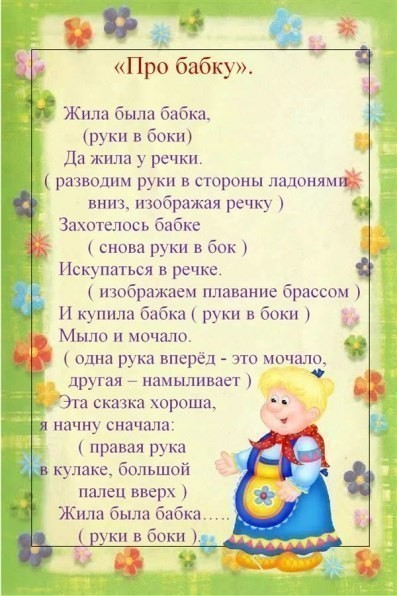 «Про бабку».
Жила была бабка,
(руки в боки)
Да жила у речки.
( разводим руки в стороны ладонями
вниз, изображая речку )
Захотелось бабке
( снова руки в бок )
Искупаться в речке.
( изображаем плавание брассом )
И купила бабка ( руки в боки )
Мыло и мочало.
( одна рука вперёд - это мочало,
другая – намыливает )
Эта сказка хороша,
я начну сначала:
( правая рука
в кулаке, большой
палец вверх )
Жила была бабка…..
( руки в боки ).